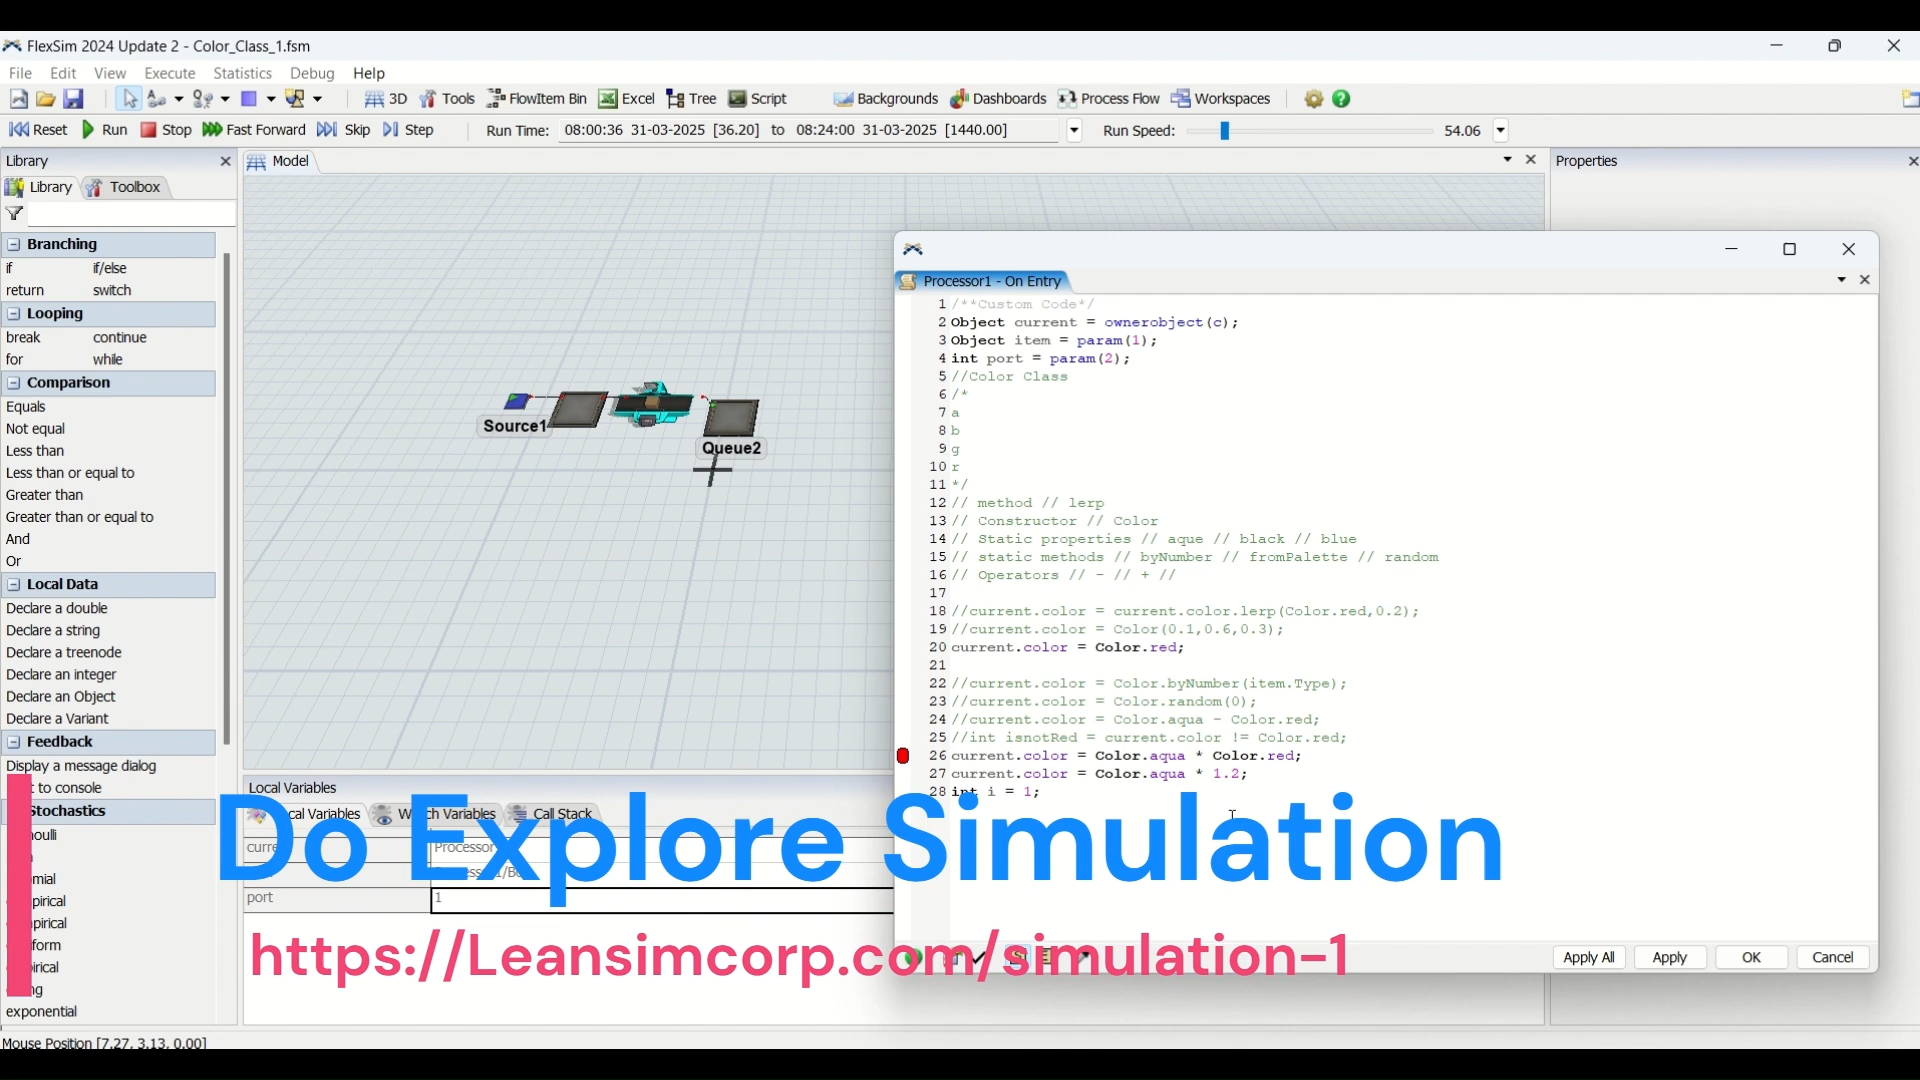 FlexSim 2024 Update 2 - Color_Class_1.fsm
File Edit View Execute Statistics Debug Help
3D Tools FlowItem Bin Excel Tree Script Backgrounds Dashboards Process Flow Workspaces
Reset Run Stop Fast Forward Skip Step Run Time: 08:00:36 31-03-2025 [36.20] to 08:24:00 31-03-2025 [1440.00] Run Speed: 54.06
Library
Library Toolbox
Branching
if if/else
return switch
Looping
break continue
for while
Comparison
Equals
Not equal
Less than
Less than or equal to
Greater than
Greater than or equal to
And
Or
Local Data
Declare a double
Declare a string
Declare a treenode
Declare an integer
Declare an Object
Declare a Variant
Feedback
Display a message dialog
to console
Stochastics
exponential
Model
Source1
Queue2
Properties
Processor1 - On Entry
1 /**Custom Code*/
2 Object current = ownerobject(c);
3 Object item = param(1);
4 int port = param(2);
5 //Color Class
6 /*
7 a
8 b
9 g
10 r
11 */
12 // method // lerp
13 // Constructor // Color
14 // Static properties // aque // black // blue
15 // static methods // byNumber // fromPalette // random
16 // Operators // - // + //
17
18 //current.color = current.color.lerp(Color.red,0.2);
19 //current.color = Color(0.1,0.6,0.3);
20 current.color = Color.red;
21
22 //current.color = Color.byNumber(item.Type);
23 //current.color = Color.random(0);
24 //current.color = Color.aqua - Color.red;
25 //int isnotRed = current.color != Color.red;
26 current.color = Color.aqua * Color.red;
27 current.color = Color.aqua * 1.2;
28 int i = 1;
Apply All Apply OK Cancel
Local Variables
Variables Variables Call Stack
Processor
port 1
Do Explore Simulation
https://Leansimcorp.com/simulation-1
Mouse Position [7.27, 3.13, 0.00]